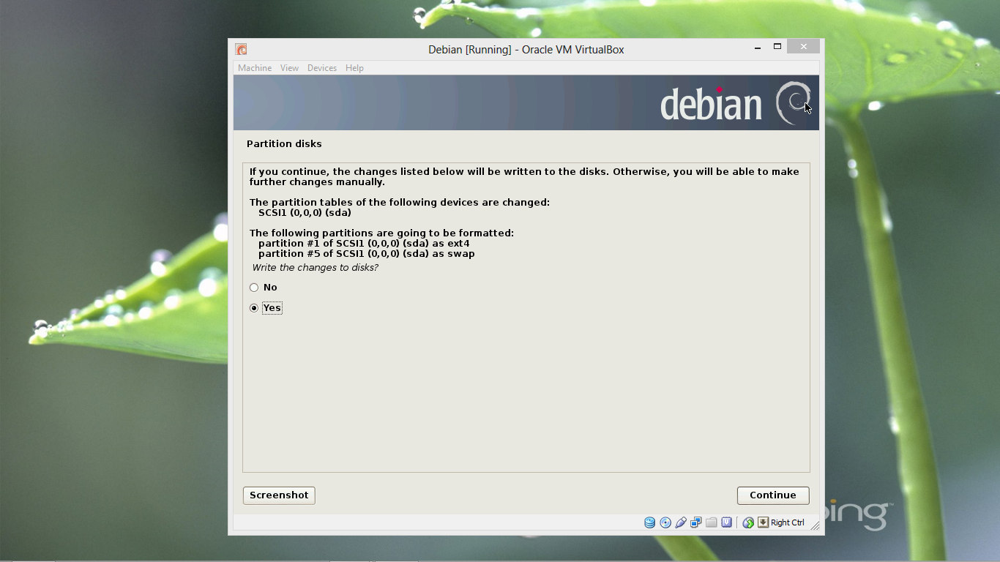 Debian [Running] - Oracle VM VirtualBox
Machine View Devices Help
debian
Partition disks
If you continue, the changes listed below will be written to the disks. Otherwise, you will be able to make
further changes manually.
The partition tables of the following devices are changed:
SCSI1 (0,0,0) (sda)
The following partitions are going to be formatted:
partition #1 of SCSI1 (0,0,0) (sda) as ext4
partition #5 of SCSI1 (0,0,0) (sda) as swap
Write the changes to disks?
No
Yes
Screenshot Continue
Right Ctrl